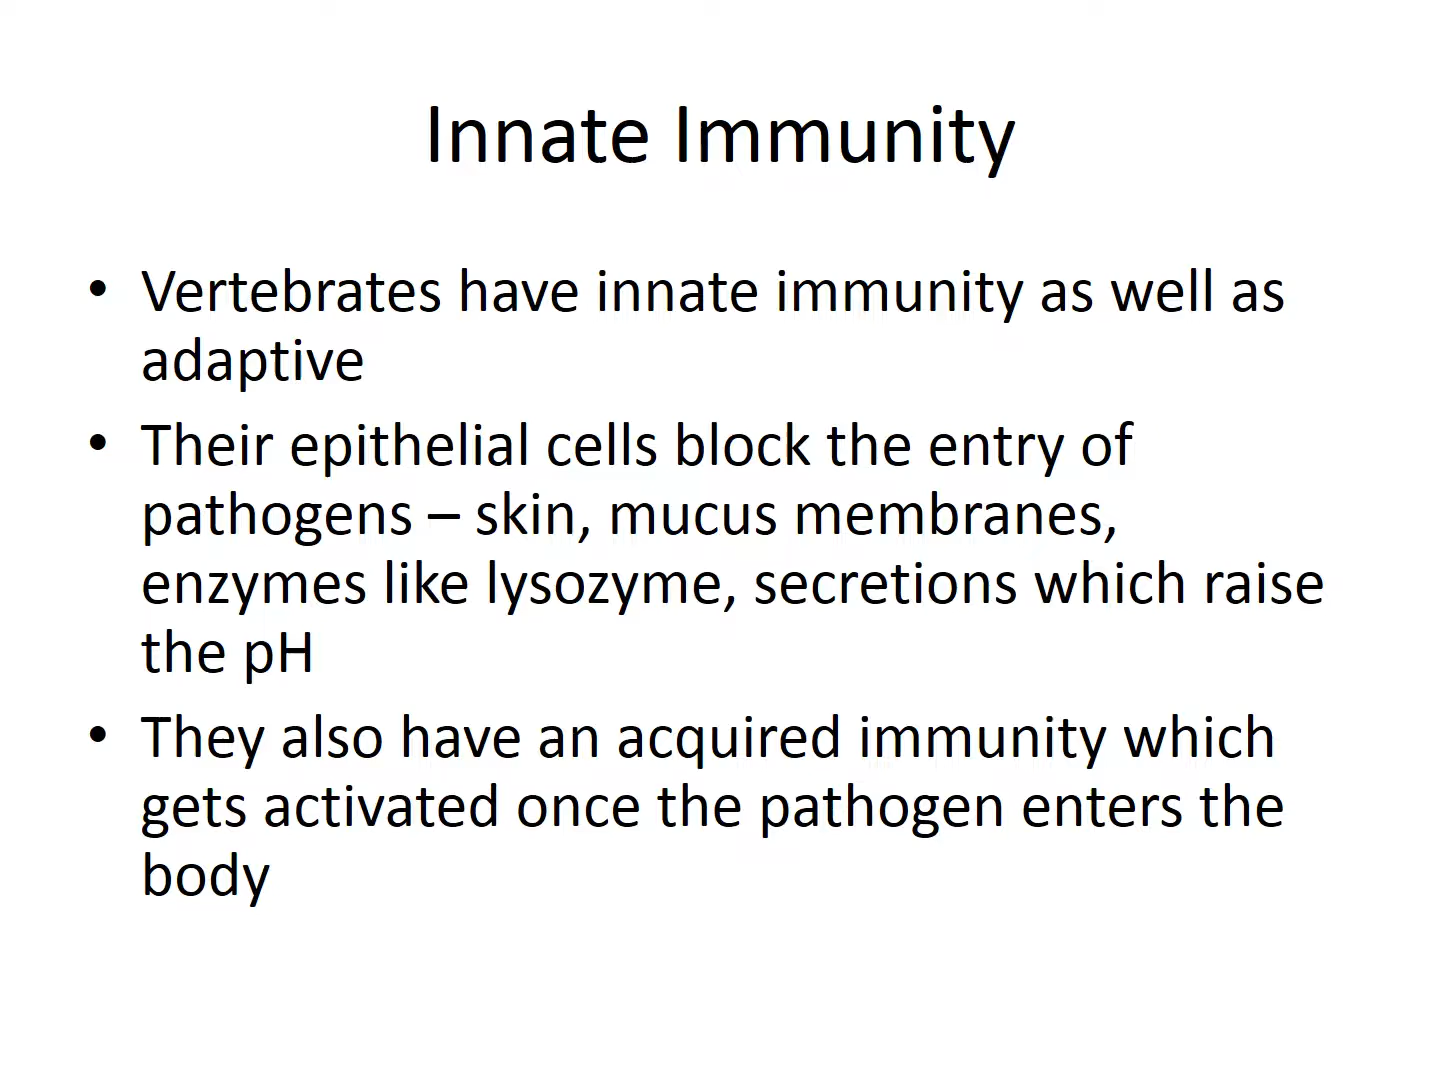 Innate Immunity
• Vertebrates have innate immunity as well as
adaptive
• Their epithelial cells block the entry of
pathogens – skin, mucus membranes,
enzymes like lysozyme, secretions which raise
the pH
• They also have an acquired immunity which
gets activated once the pathogen enters the
body